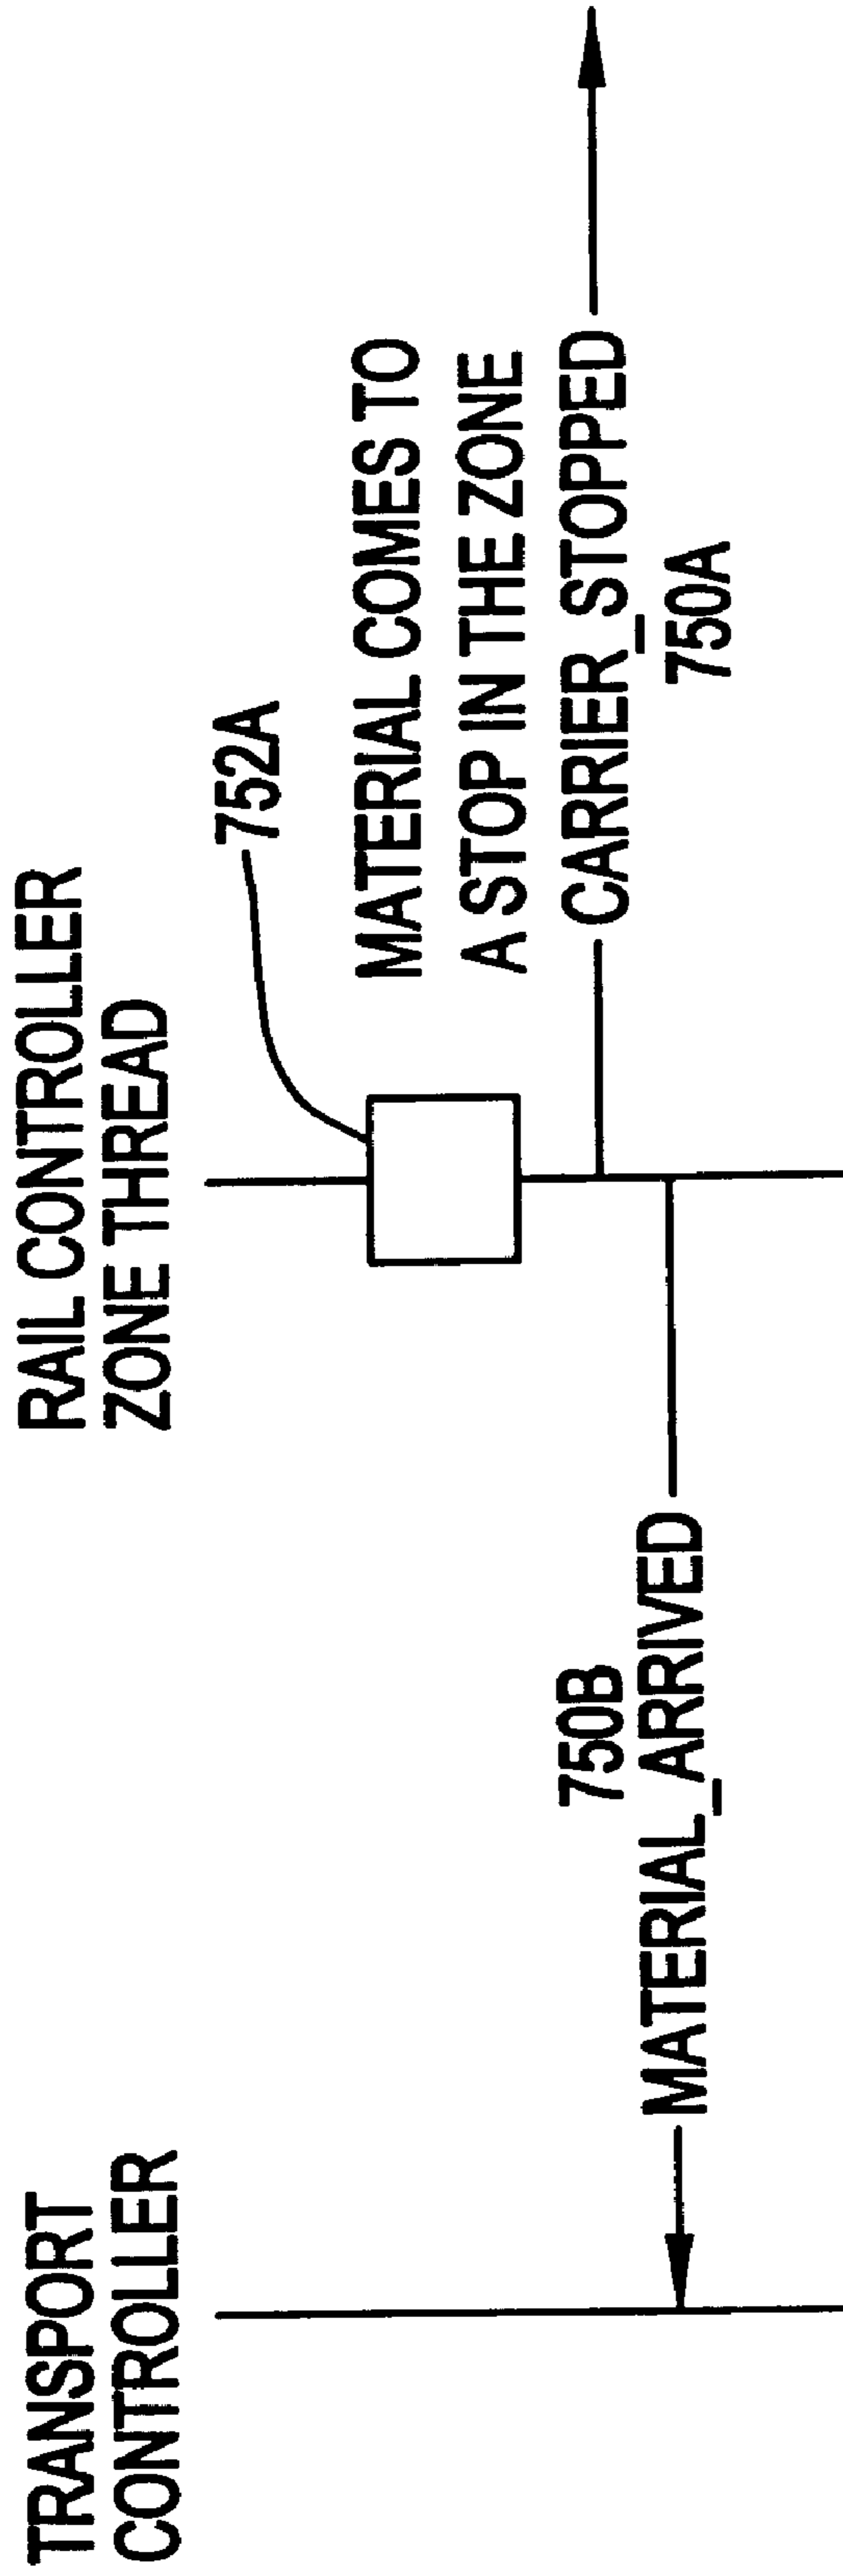 TRANSPORT
CONTROLLER
RAIL CONTROLLER
ZONE THREAD
752A
MATERIAL COMES TO
A STOP IN THE ZONE
CARRIER_STOPPED
750A
750B
MATERIAL_ARRIVED